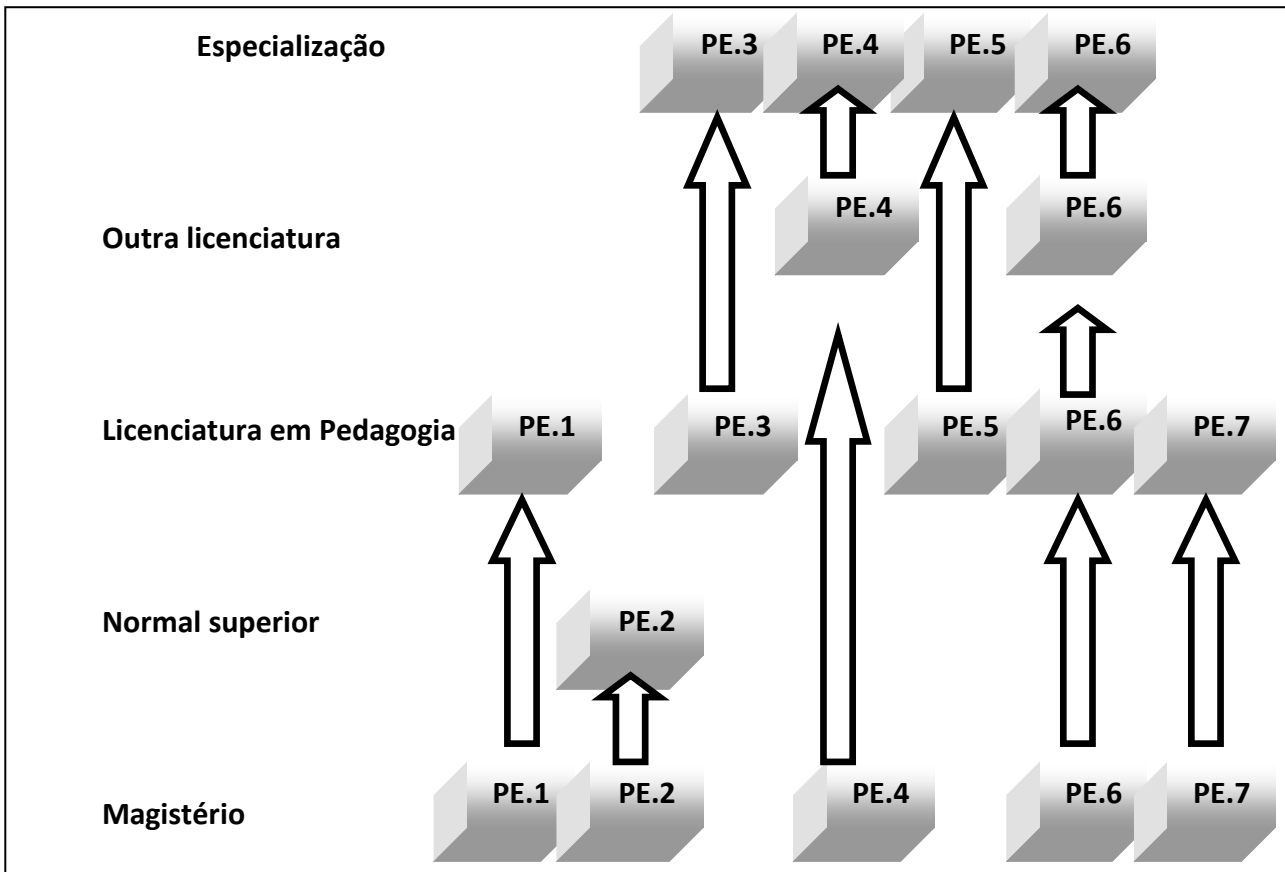 Especialização PE.3 PE.4 PE.5 PE.6
Outra licenciatura PE.4 PE.6
Licenciatura em Pedagogia PE.1 PE.3 PE.5 PE.6 PE.7
Normal superior PE.2
Magistério PE.1 PE.2 PE.4 PE.6 PE.7